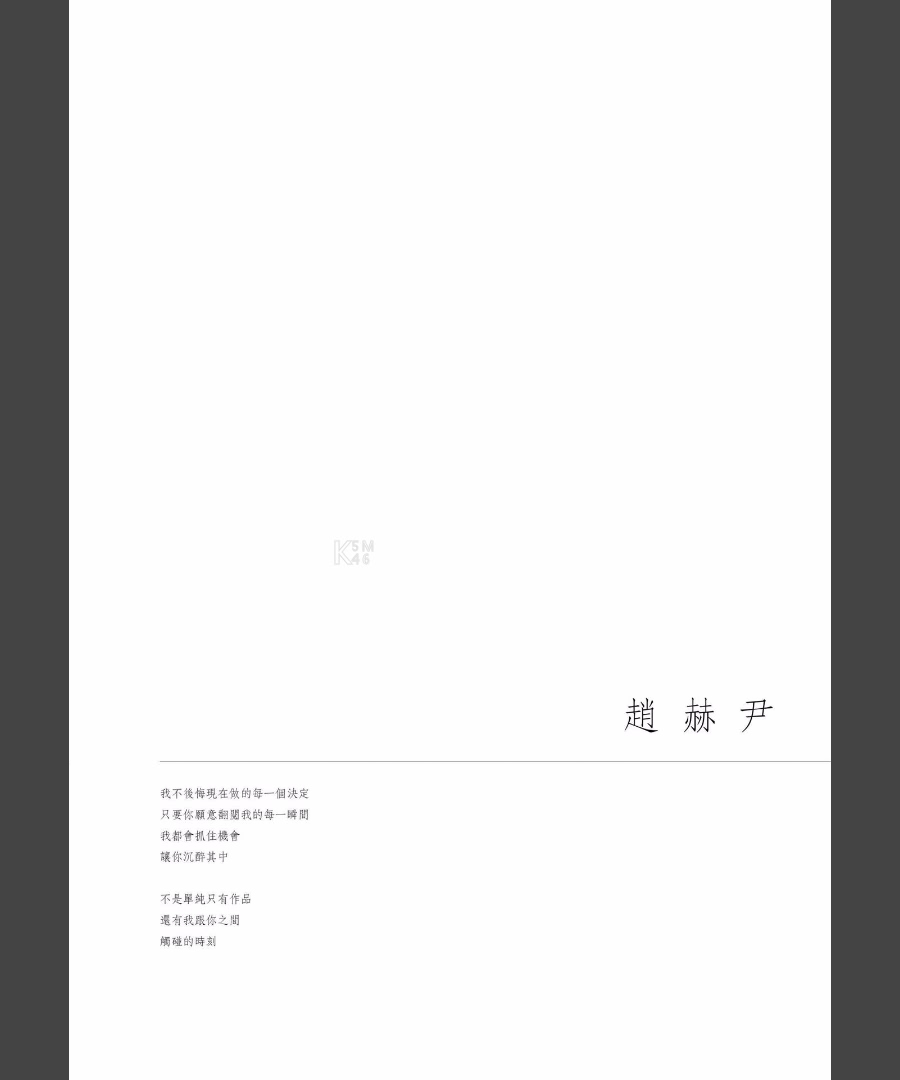 K5M
46
趙赫尹
我不後悔現在做的每一個決定
只要你願意翻閱我的每一瞬間
我都會抓住機會
讓你沉醉其中
不是單純只有作品
還有我跟你之間
觸碰的時刻